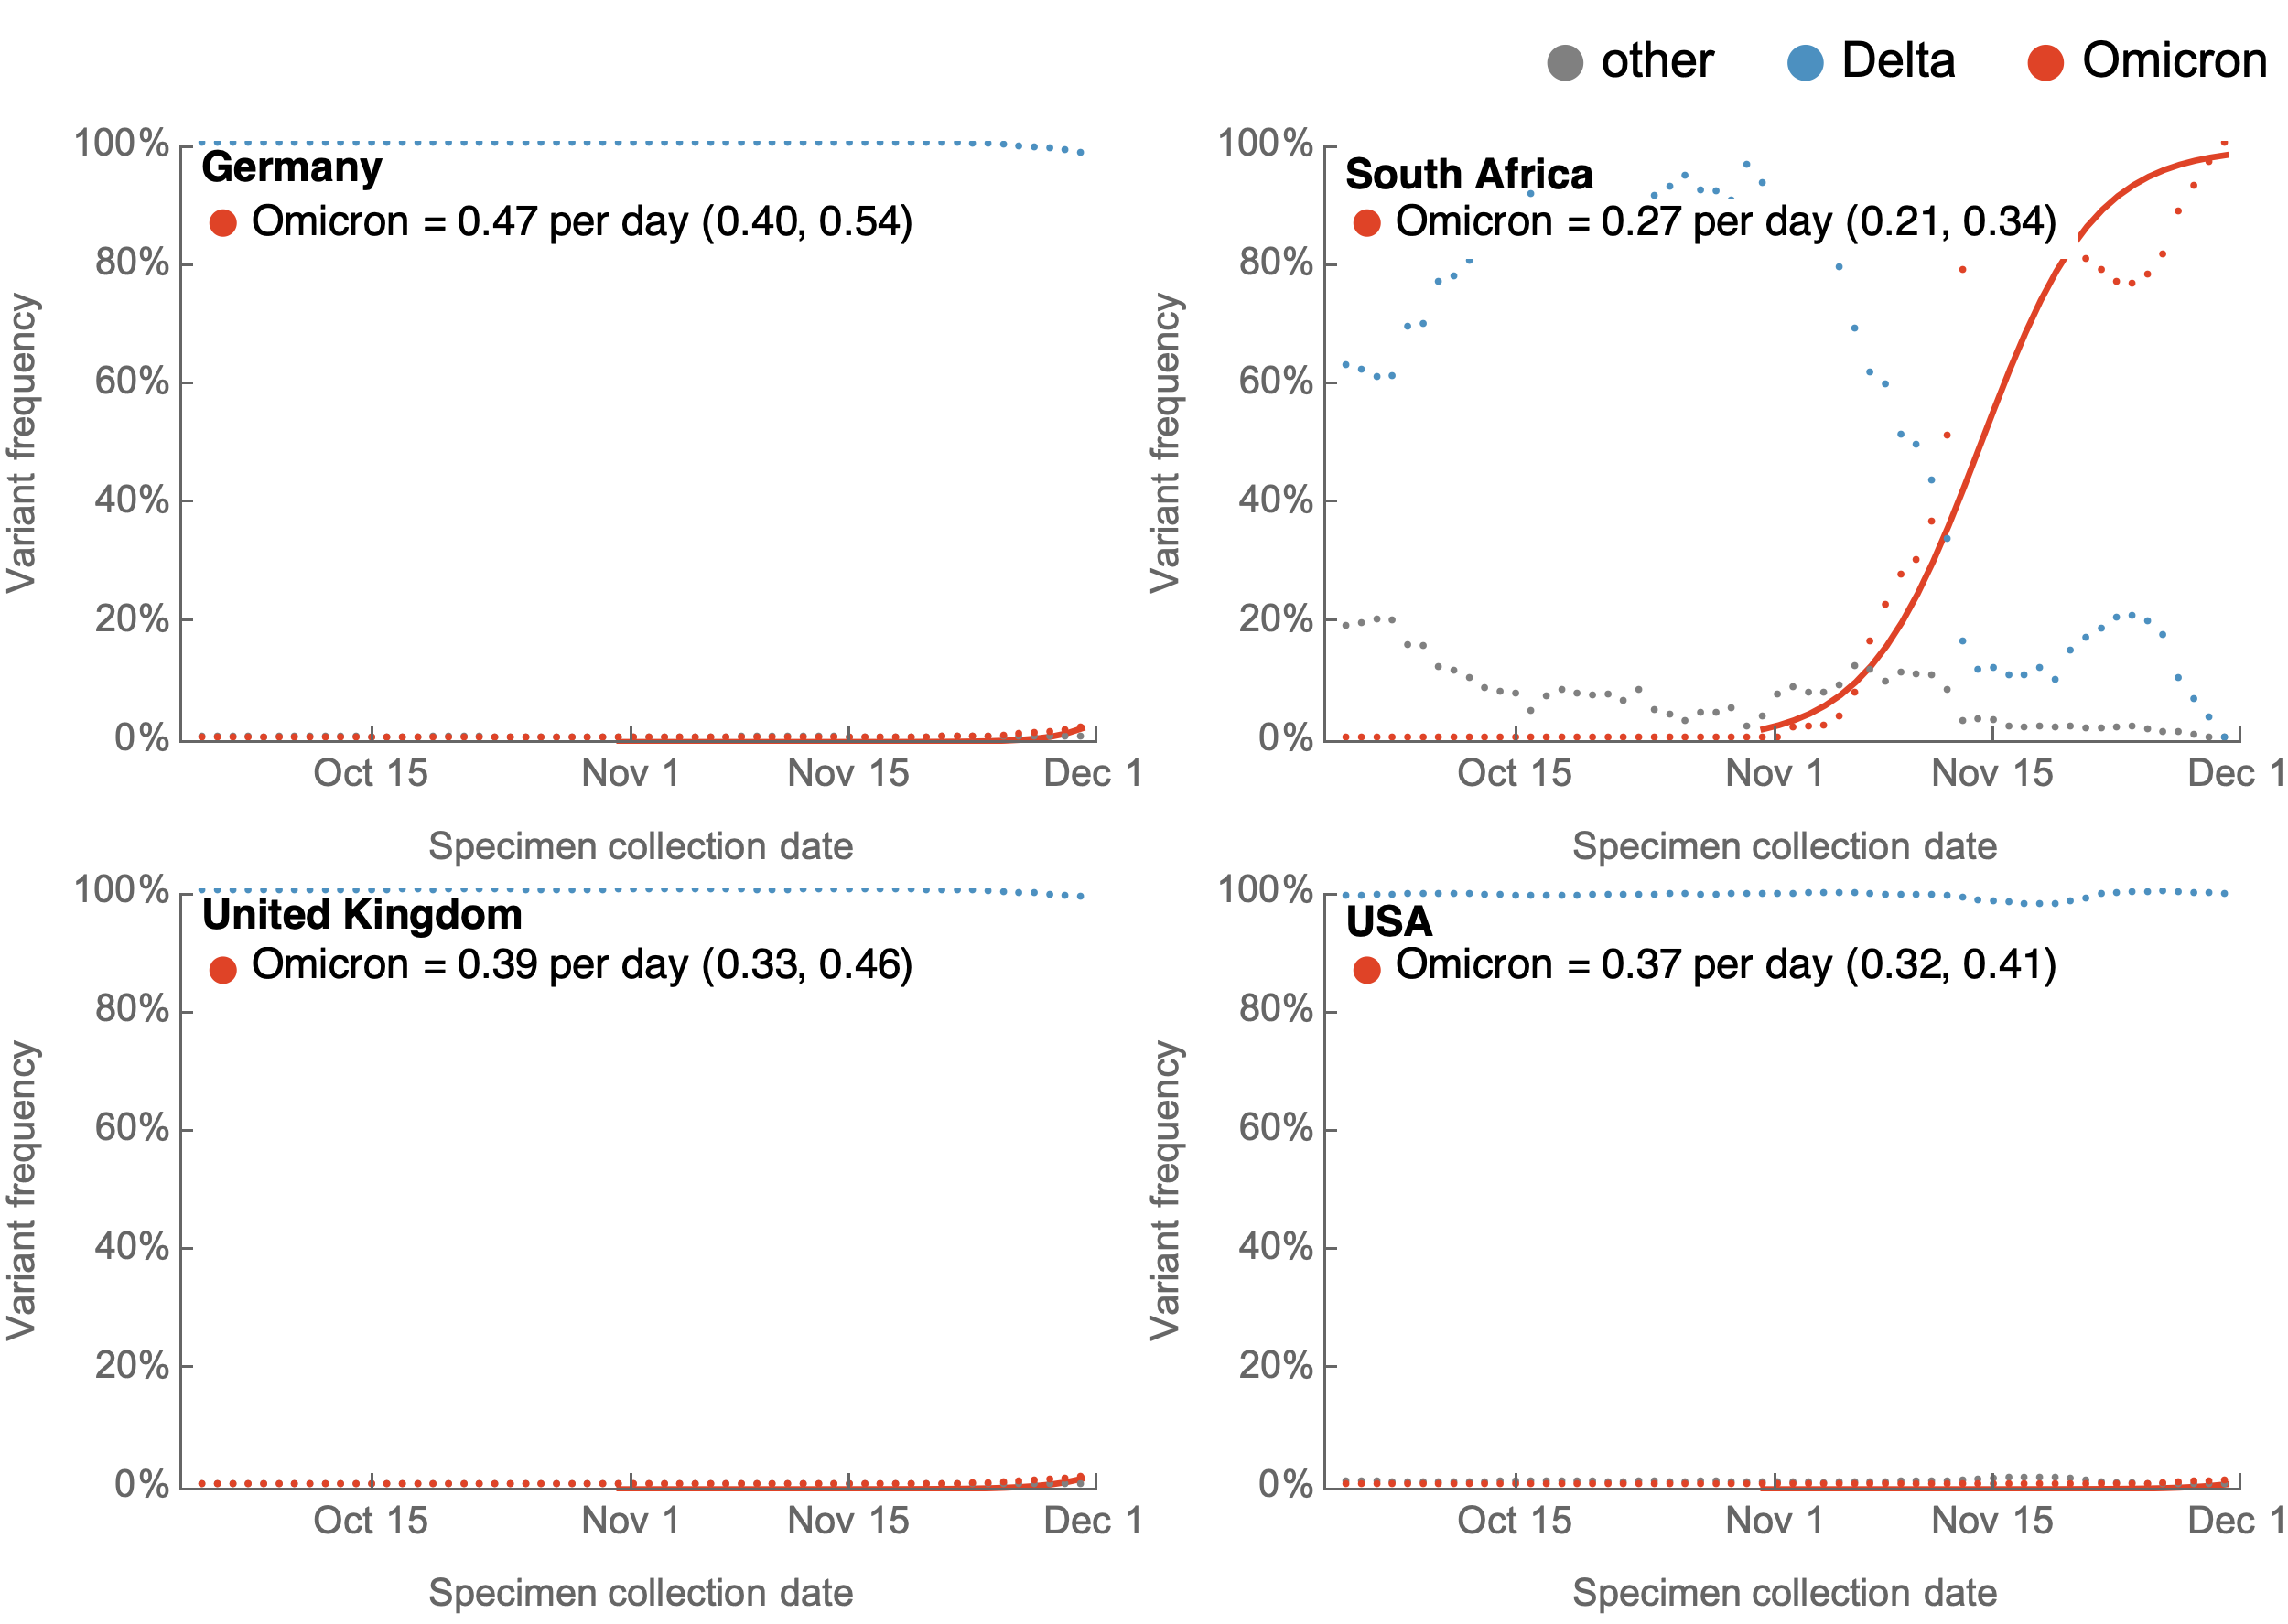 other Delta Omicron
100%
Germany
Omicron = 0.47 per day (0.40, 0.54)
80%
60%
40%
20%
0%
Variant frequency
Oct 15 Nov 1 Nov 15 Dec 1
Specimen collection date
100%
South Africa
Omicron = 0.27 per day (0.21, 0.34)
80%
60%
40%
20%
0%
Variant frequency
Oct 15 Nov 1 Nov 15 Dec 1
Specimen collection date
100%
United Kingdom
Omicron = 0.39 per day (0.33, 0.46)
80%
60%
40%
20%
0%
Variant frequency
Oct 15 Nov 1 Nov 15 Dec 1
Specimen collection date
100%
USA
Omicron = 0.37 per day (0.32, 0.41)
80%
60%
40%
20%
0%
Variant frequency
Oct 15 Nov 1 Nov 15 Dec 1
Specimen collection date